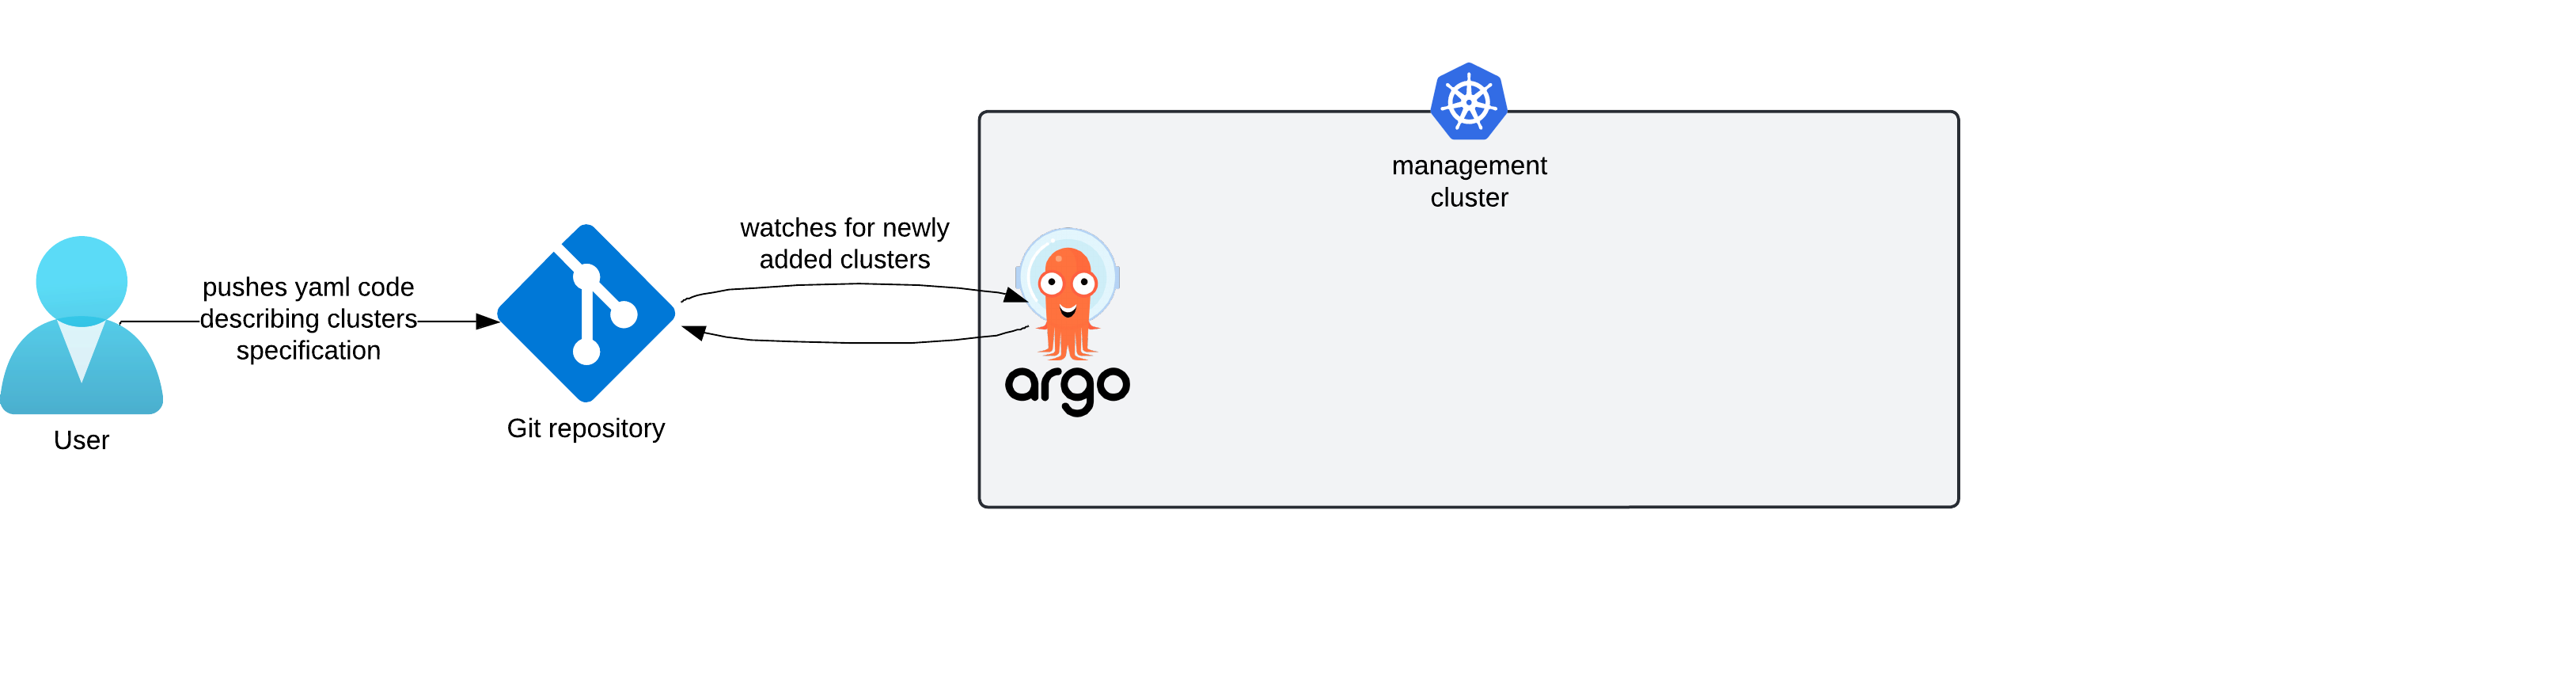 management
cluster
watches for newly
added clusters
pushes yaml code
describing clusters
specification
argo
Git repository
User